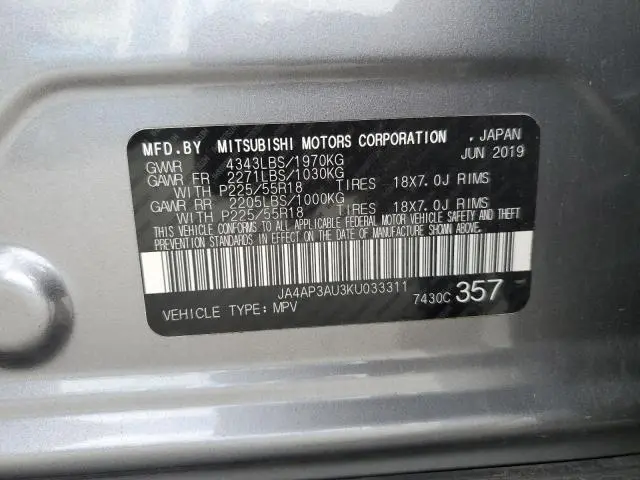 MFD.BY MITSUBISHI MOTORS CORPORATION , JAPAN
GVWR 4343LBS/1970KG JUN 2019
GAWR FR 2271LBS/1030KG
WITH P225/55R18 TIRES 18X7.0J RIMS
GAWR RR 2205LBS/1000KG
WITH P225/55R18 TIRES 18X7.0J RIMS
THIS VEHICLE CONFORMS TO ALL APPLICABLE FEDERAL MOTOR VEHICLE SAFETY AND THEFT
PREVENTION STANDARDS IN EFFECT ON THE DATE OF MANUFACTURE SHOWN ABOVE.
JA4AP3AU3KU033311
VEHICLE TYPE: MPV 7430C 357